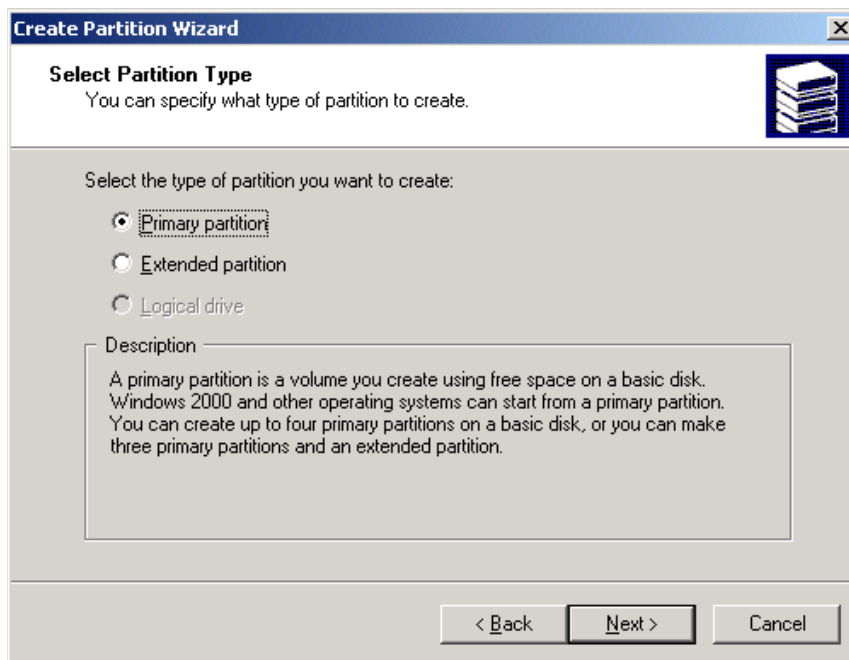 Create Partition Wizard
Select Partition Type
You can specify what type of partition to create.
Select the type of partition you want to create:
Primary partition
Extended partition
Logical drive
Description
A primary partition is a volume you create using free space on a basic disk.
Windows 2000 and other operating systems can start from a primary partition.
You can create up to four primary partitions on a basic disk, or you can make
three primary partitions and an extended partition.
< Back
Next >
Cancel